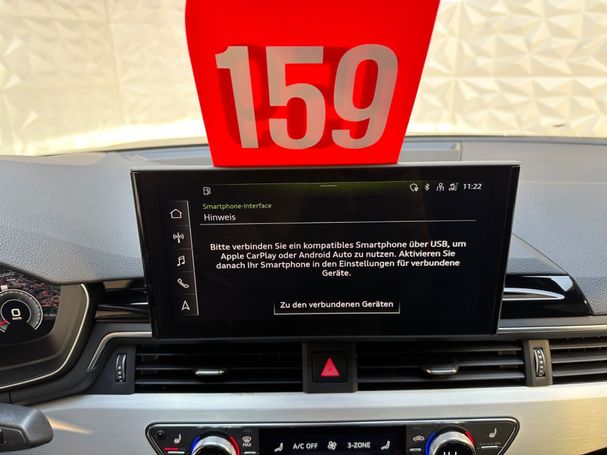 159
11:22
Smartphone-Interface
Hinweis
Bitte verbinden Sie ein kompatibles Smartphone über USB, um
Apple CarPlay oder Android Auto zu nutzen. Aktivieren Sie
danach Ihr Smartphone in den Einstellungen für verbundene
Geräte.
Zu den verbundenen Geräten
0
MAX
A/C OFF
3-ZONE